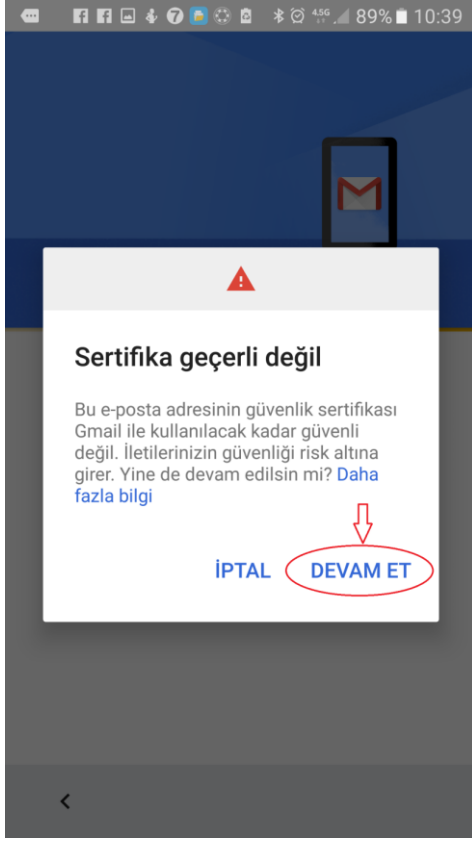 89% 10:39
Sertifika geçerli değil
Bu e-posta adresinin güvenlik sertifikası
Gmail ile kullanılacak kadar güvenli
değil. İletilerinizin güvenliği risk altına
girer. Yine de devam edilsin mi? Daha
fazla bilgi
İPTAL DEVAM ET